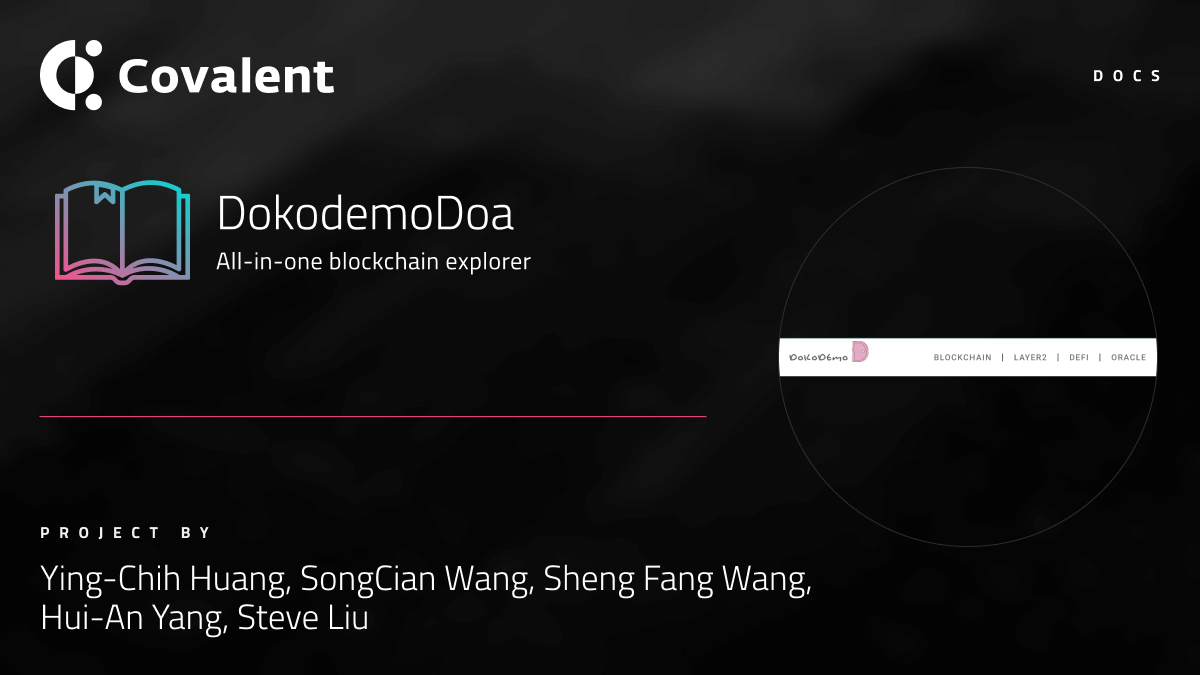 Covalent
DOCS
DokodemoDoa
All-in-one blockchain explorer
DoKoDEmo D
BLOCKCHAIN | LAYER2 | DEFI | ORACLE
PROJECT BY
Ying-Chih Huang, SongCian Wang, Sheng Fang Wang,
Hui-An Yang, Steve Liu